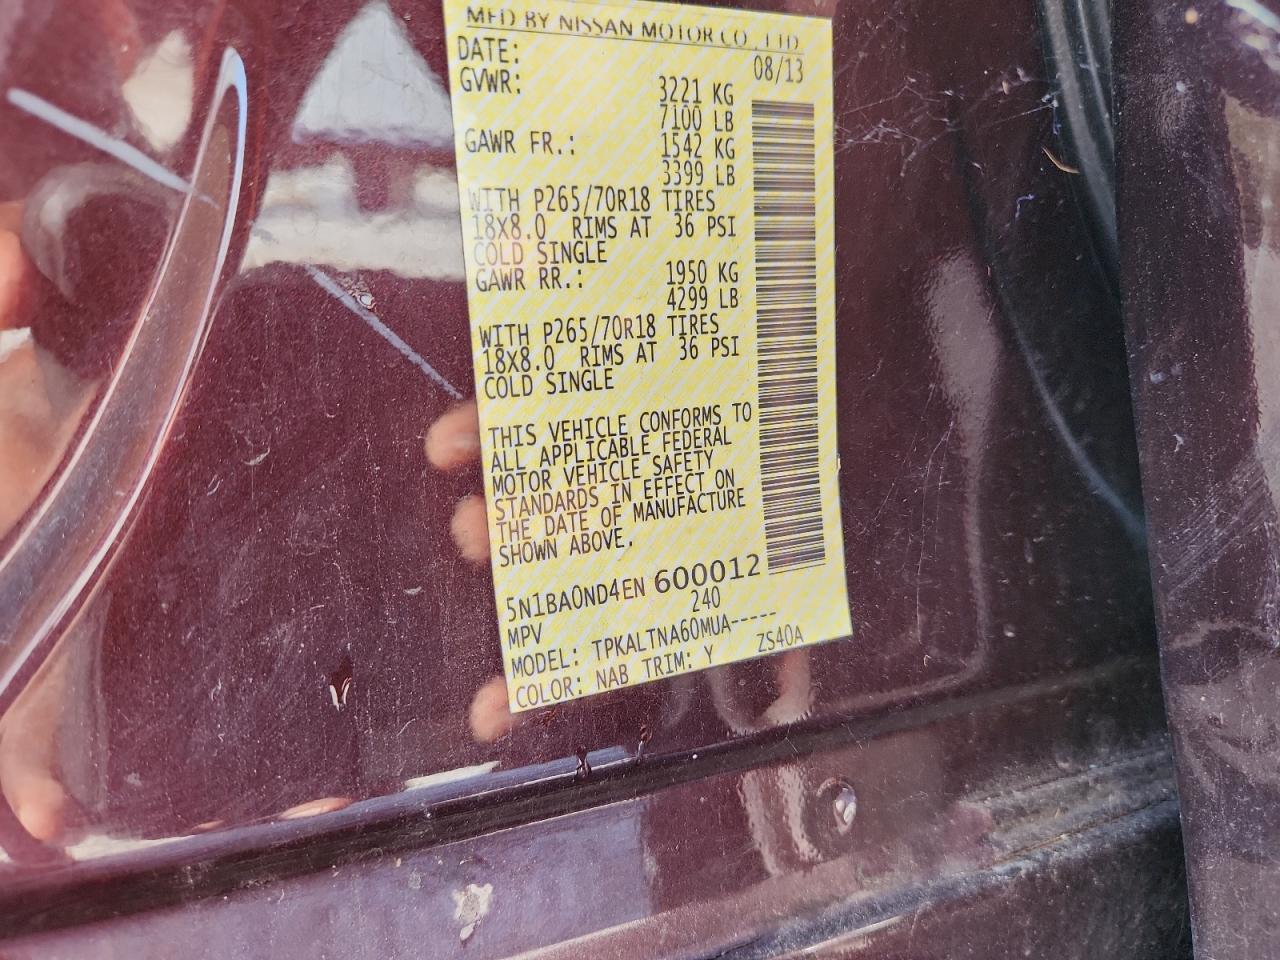 MFD BY NISSAN MOTOR CO., LTD
DATE: 08/13
GVWR: 3221 KG
7100 LB
GAWR FR.: 1542 KG
3399 LB
WITH P265/70R18 TIRES
18X8.0 RIMS AT 36 PSI
COLD SINGLE
GAWR RR.: 1950 KG
4299 LB
WITH P265/70R18 TIRES
18X8.0 RIMS AT 36 PSI
COLD SINGLE
THIS VEHICLE CONFORMS TO
ALL APPLICABLE FEDERAL
MOTOR VEHICLE SAFETY
STANDARDS IN EFFECT ON
THE DATE OF MANUFACTURE
SHOWN ABOVE.
5N1BA0ND4EN 600012
MPV 240
MODEL: TPKALTNA60MUA-----
COLOR: NAB TRIM: Y ZS40A